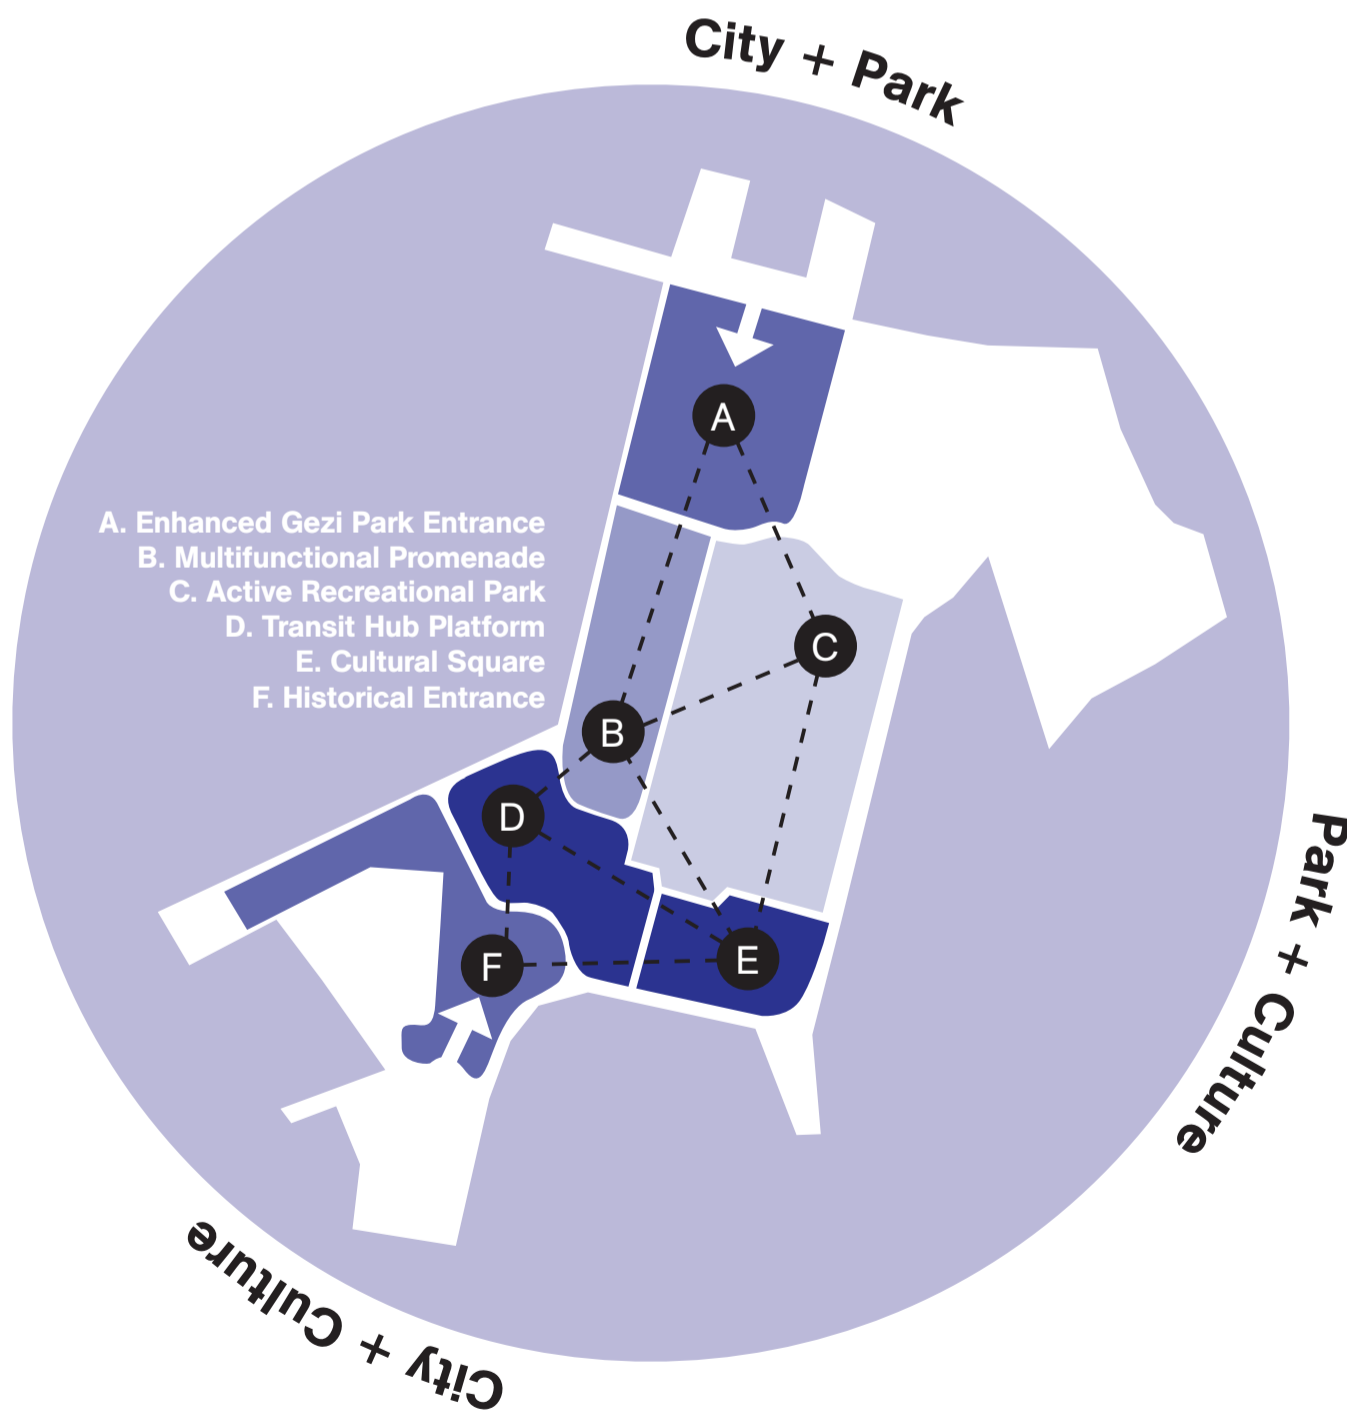 City + Park
A. Enhanced Gezi Park Entrance
B. Multifunctional Promenade
C. Active Recreational Park
D. Transit Hub Platform
E. Cultural Square
F. Historical Entrance
A
C
B
D
E
F
Park + Culture
City + Culture